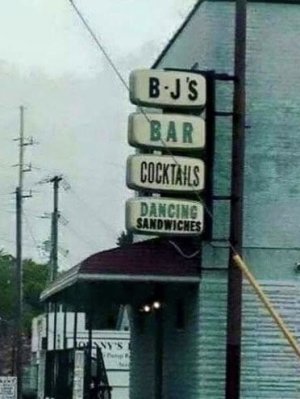 B-J'S
BAR
COCKTAILS
DANCING
SANDWICHES